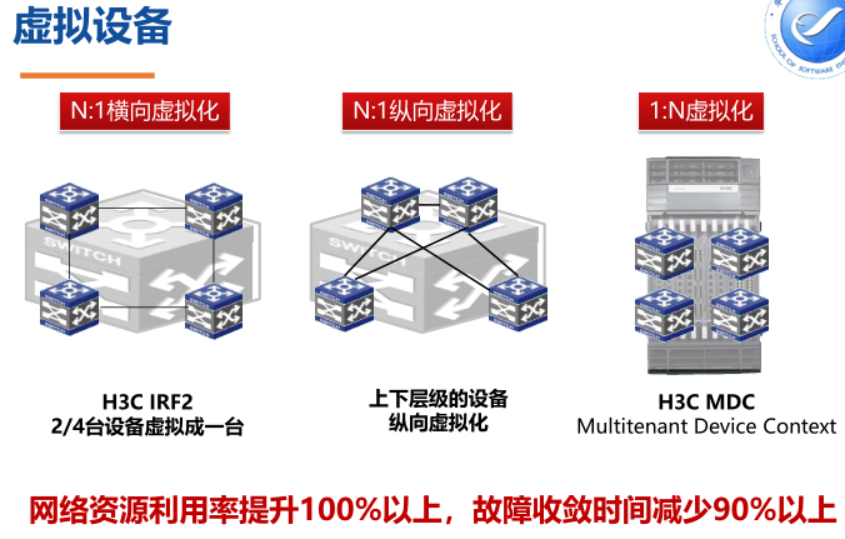 虚拟设备
N:1横向虚拟化
N:1纵向虚拟化
1:N虚拟化
SWITCH
SWITCH
H3C IRF2
2/4台设备虚拟成一台
上下层级的设备
纵向虚拟化
H3C MDC
Multitenant Device Context
网络资源利用率提升100%以上，故障收敛时间减少90%以上